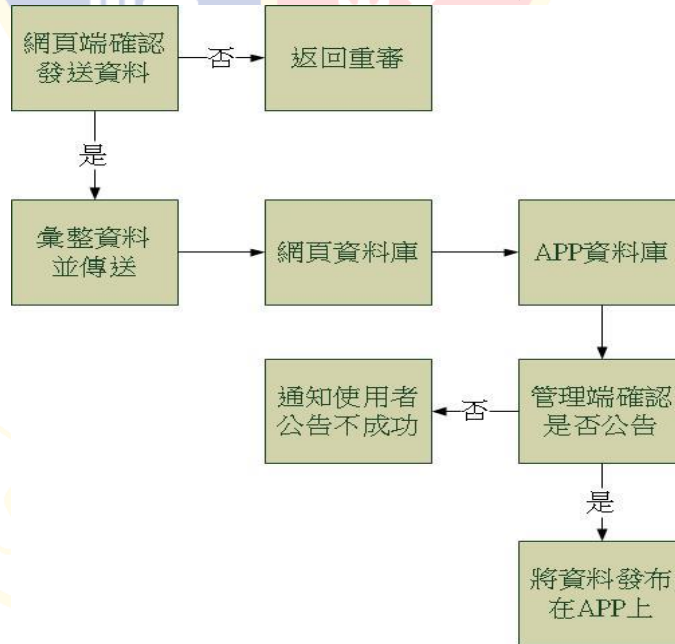 網頁端確認
發送資料
否
返回重審
是
彙整資料
並傳送
網頁資料庫
APP資料庫
通知使用者
公告不成功
否
管理端確認
是否公告
是
將資料發布
在APP上